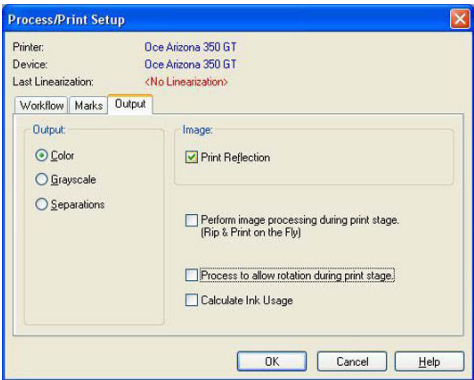 Process/Print Setup
Printer: Oce Arizona 350 GT
Device: Oce Arizona 350 GT
Last Linearization: <No Linearization>
Workflow Marks Output
Output:
Color
Grayscale
Separations
Image:
Print Reflection
Perform image processing during print stage.
(Rip & Print on the Fly)
Process to allow rotation during print stage.
Calculate Ink Usage
OK Cancel Help